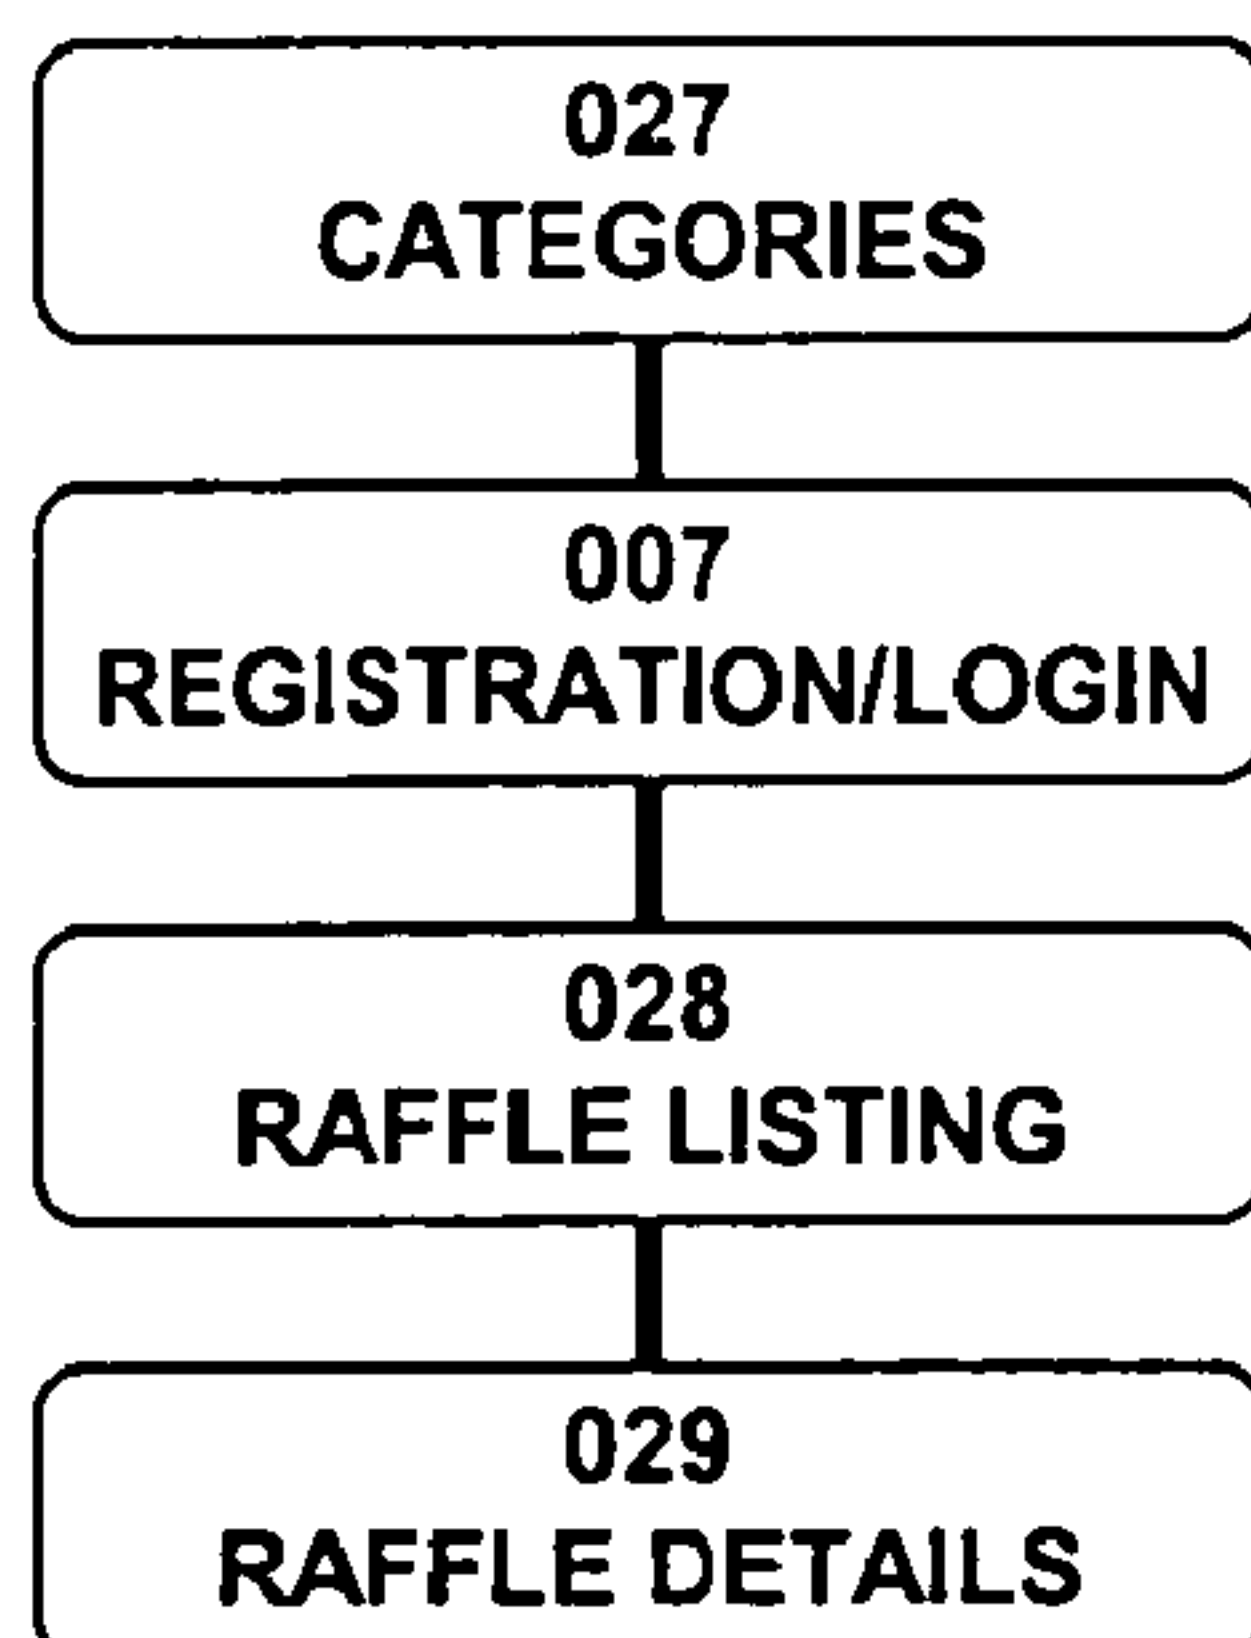 027
CATEGORIES
007
REGISTRATION/LOGIN
028
RAFFLE LISTING
029
RAFFLE DETAILS